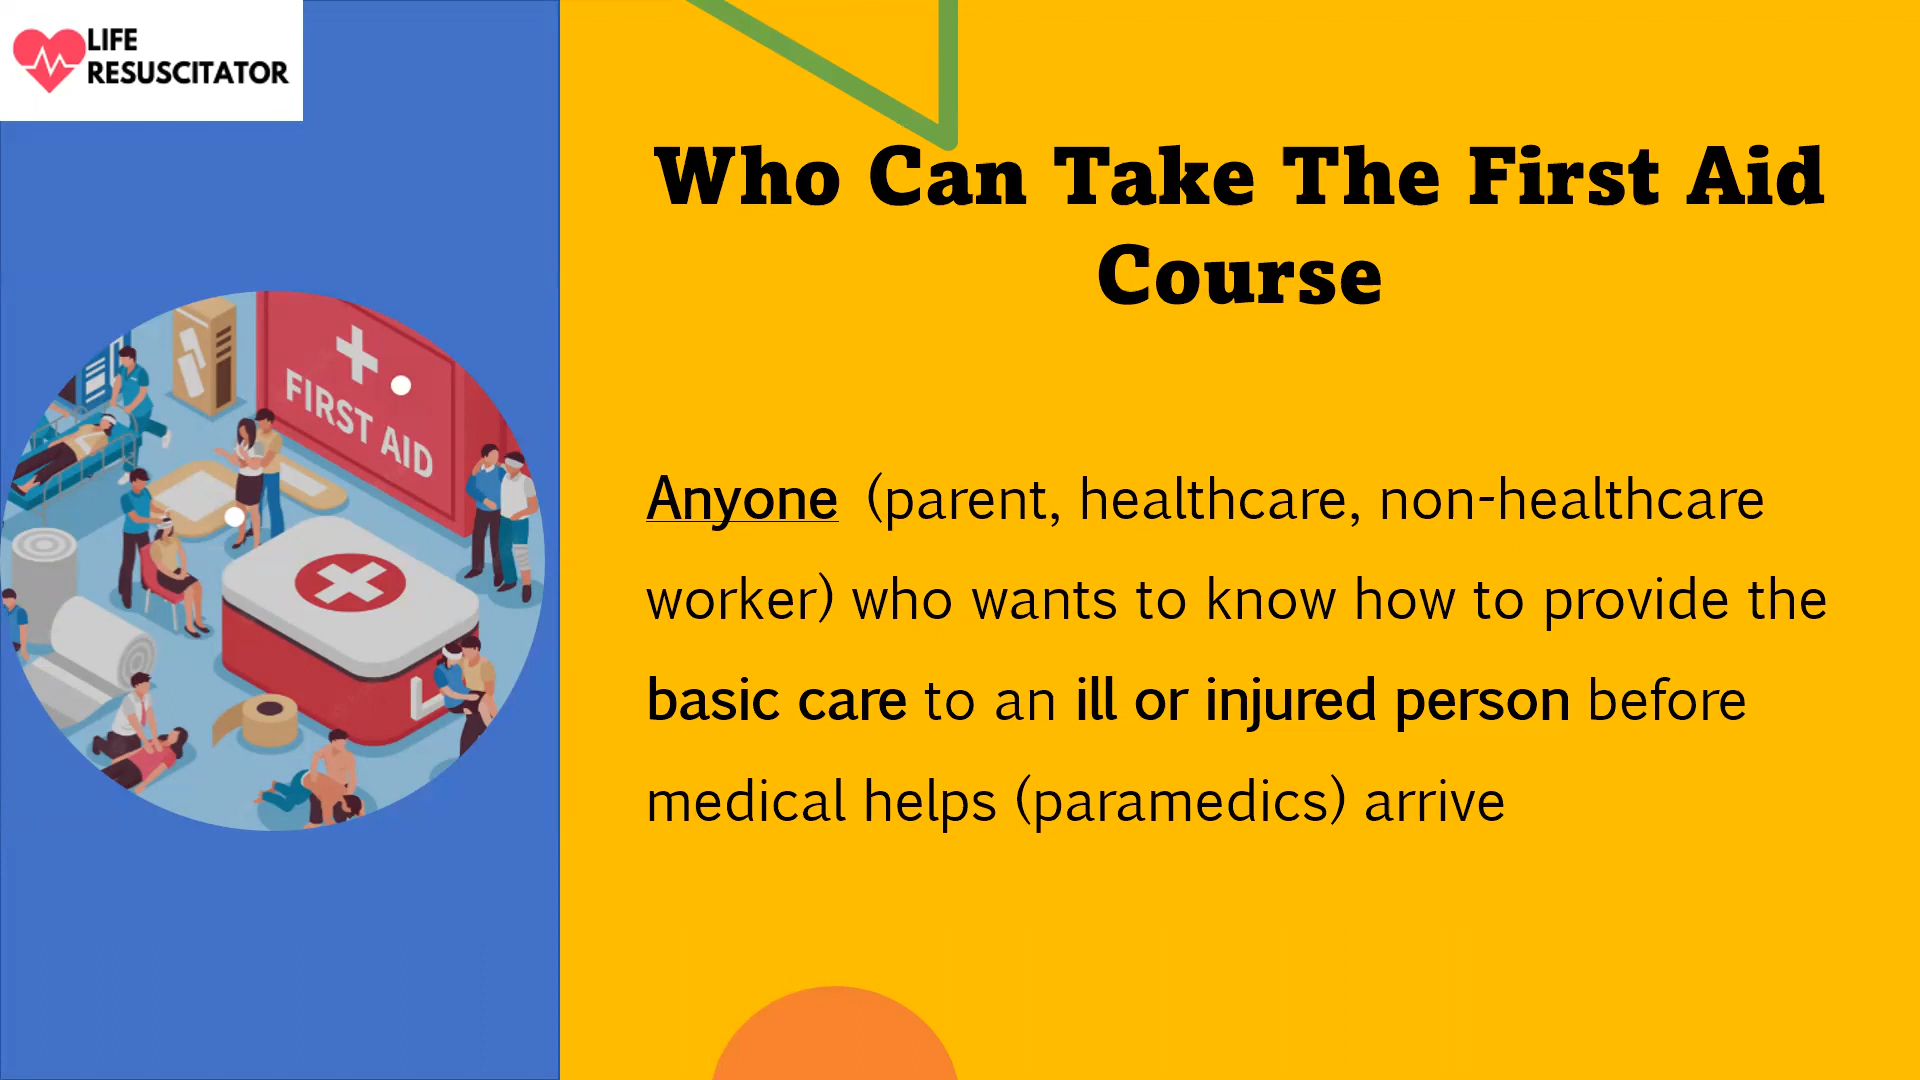 LIFE
RESUSCITATOR
Who Can Take The First Aid
Course
FIRST AID
Anyone (parent, healthcare, non-healthcare
worker) who wants to know how to provide the
basic care to an ill or injured person before
medical helps (paramedics) arrive